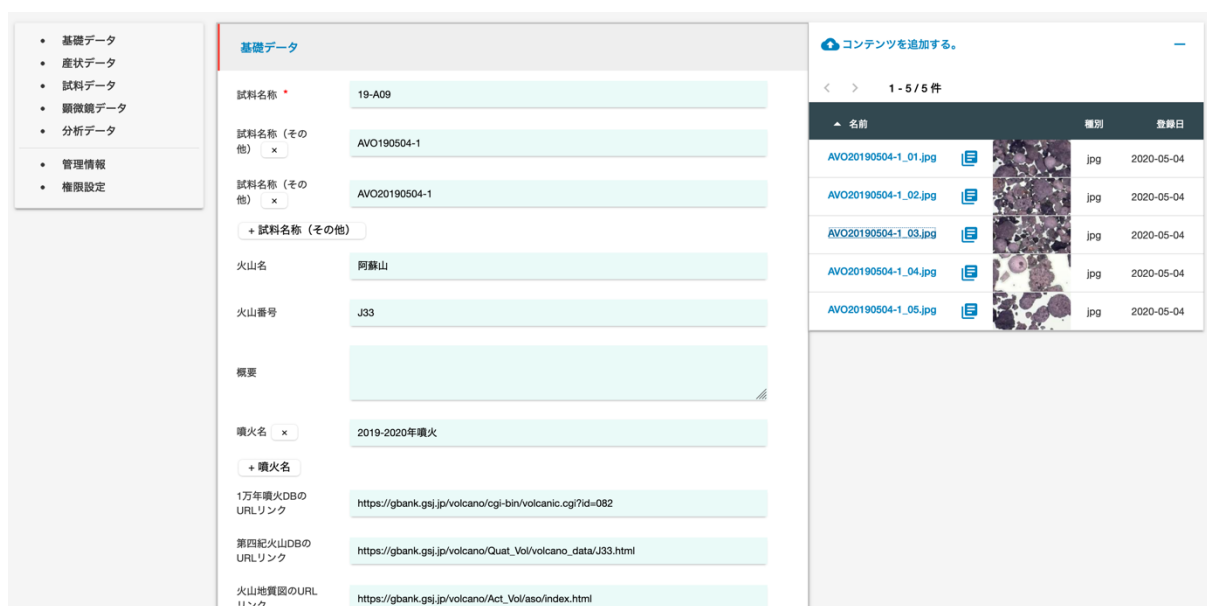 基礎データ
産状データ
試料データ
顕微鏡データ
分析データ
管理情報
権限設定
基礎データ
試料名称 *
19-A09
試料名称（その
他） ×
AVO190504-1
試料名称（その
他） ×
AVO20190504-1
+ 試料名称（その他）
火山名
阿蘇山
火山番号
J33
概要
噴火名 ×
2019-2020年噴火
+ 噴火名
1万年噴火DBの
URLリンク
https://gbank.gsj.jp/volcano/cgi-bin/volcanic.cgi?id=082
第四紀火山DBの
URLリンク
https://gbank.gsj.jp/volcano/Quat_Vol/volcano_data/J33.html
火山地質図のURL
リンク
https://gbank.gsj.jp/volcano/Act_Vol/aso/index.html
コンテンツを追加する。
1 - 5 / 5 件
名前 種別 登録日
AVO20190504-1_01.jpg jpg 2020-05-04
AVO20190504-1_02.jpg jpg 2020-05-04
AVO20190504-1_03.jpg jpg 2020-05-04
AVO20190504-1_04.jpg jpg 2020-05-04
AVO20190504-1_05.jpg jpg 2020-05-04